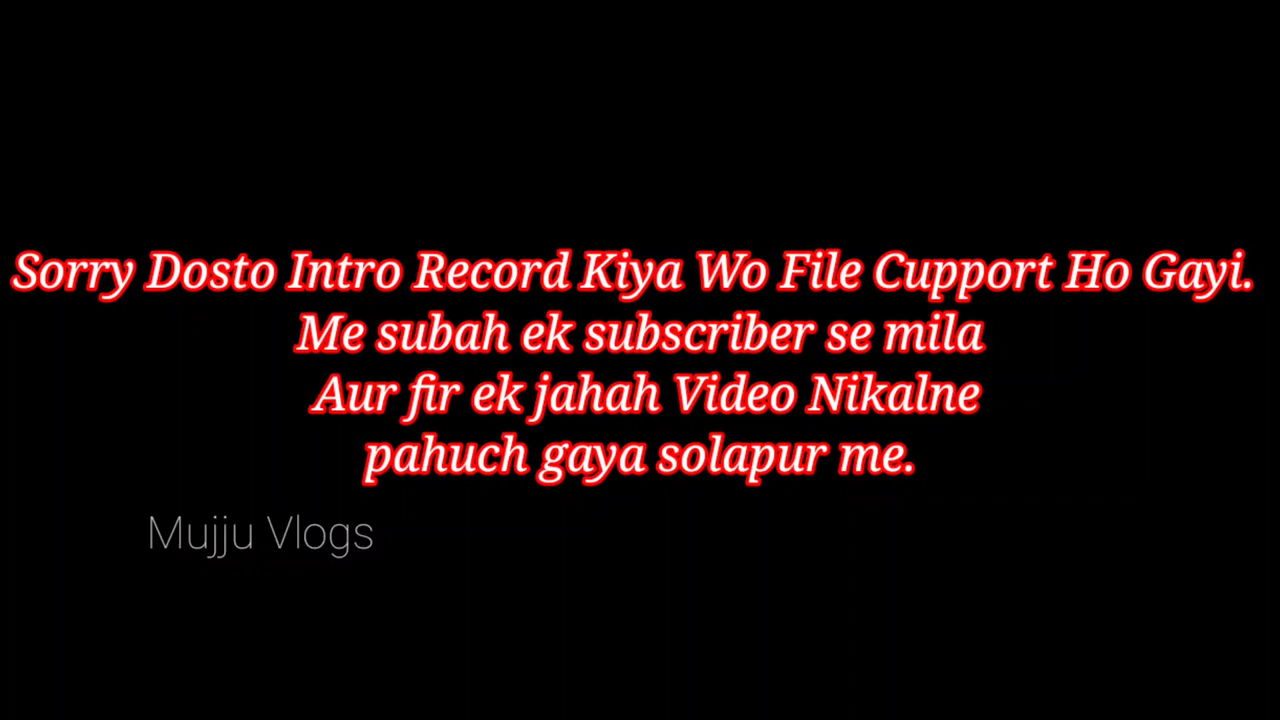 Sorry Dosto Intro Record Kiya Wo File Cupport Ho Gayi.
Me subah ek subscriber se mila
Aur fir ek jahah Video Nikalne
pahuch gaya solapur me.
Mujju Vlogs